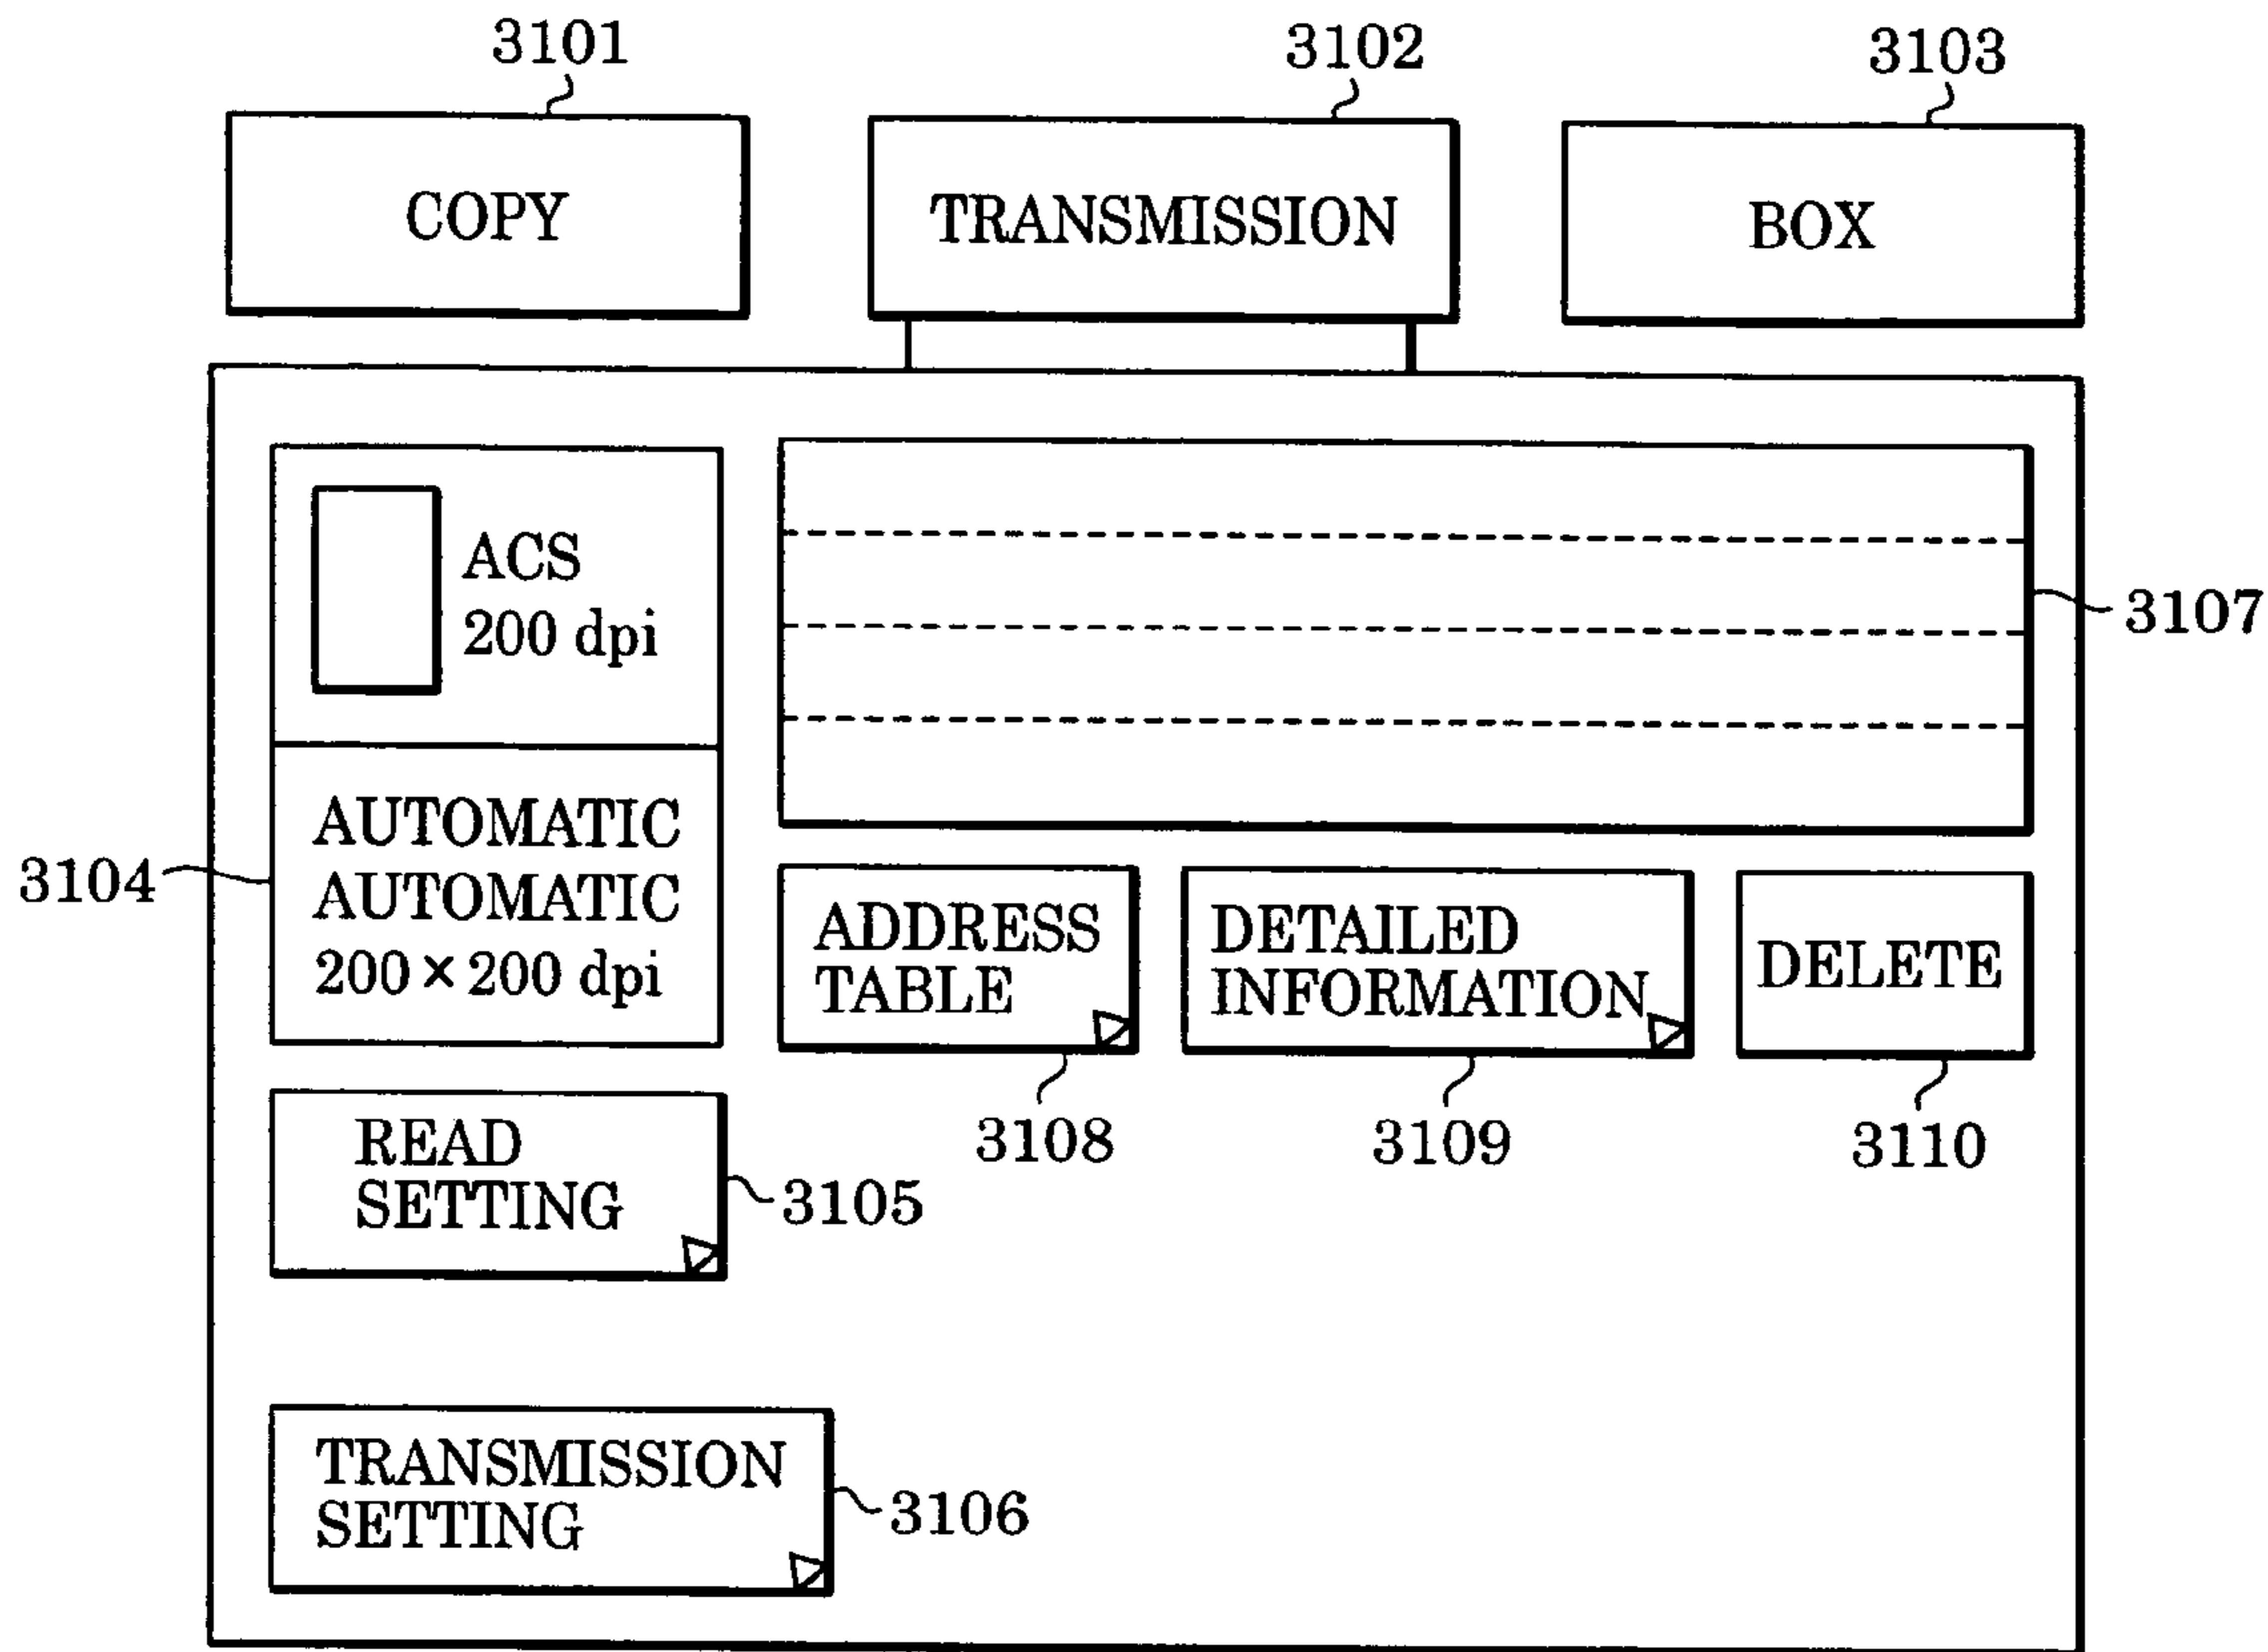 3101
3102
3103
COPY
TRANSMISSION
BOX
ACS
200 dpi
3107
AUTOMATIC
AUTOMATIC
200 × 200 dpi
3104
ADDRESS
TABLE
DETAILED
INFORMATION
DELETE
3108
3109
3110
READ
SETTING
3105
TRANSMISSION
SETTING
3106